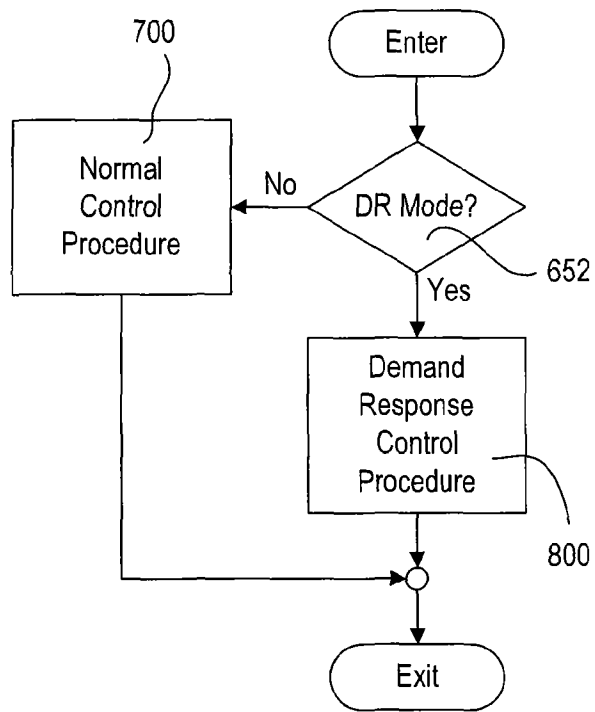 700
Enter
Normal
Control
Procedure
No
DR Mode?
652
Yes
Demand
Response
Control
Procedure
800
Exit